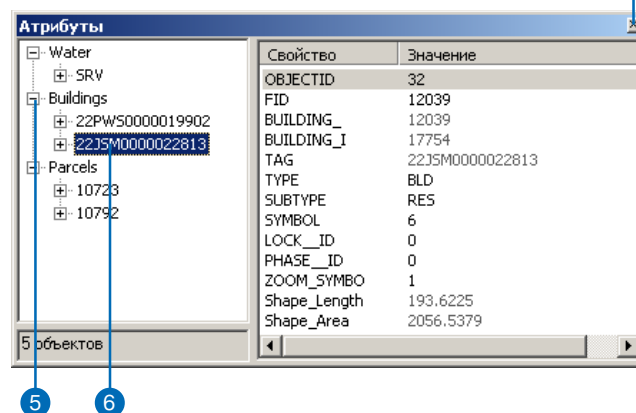 Атрибуты
Water
SRV
Buildings
22PWS0000019902
22JSM0000022813
Parcels
10723
10792
5 объектов
Свойство Значение
OBJECTID 32
FID 12039
BUILDING_ 12039
BUILDING_I 17754
TAG 22JSM0000022813
TYPE BLD
SUBTYPE RES
SYMBOL 6
LOCK__ID 0
PHASE__ID 0
ZOOM_SYMBO 1
Shape_Length 193.6225
Shape_Area 2056.5379
5 6